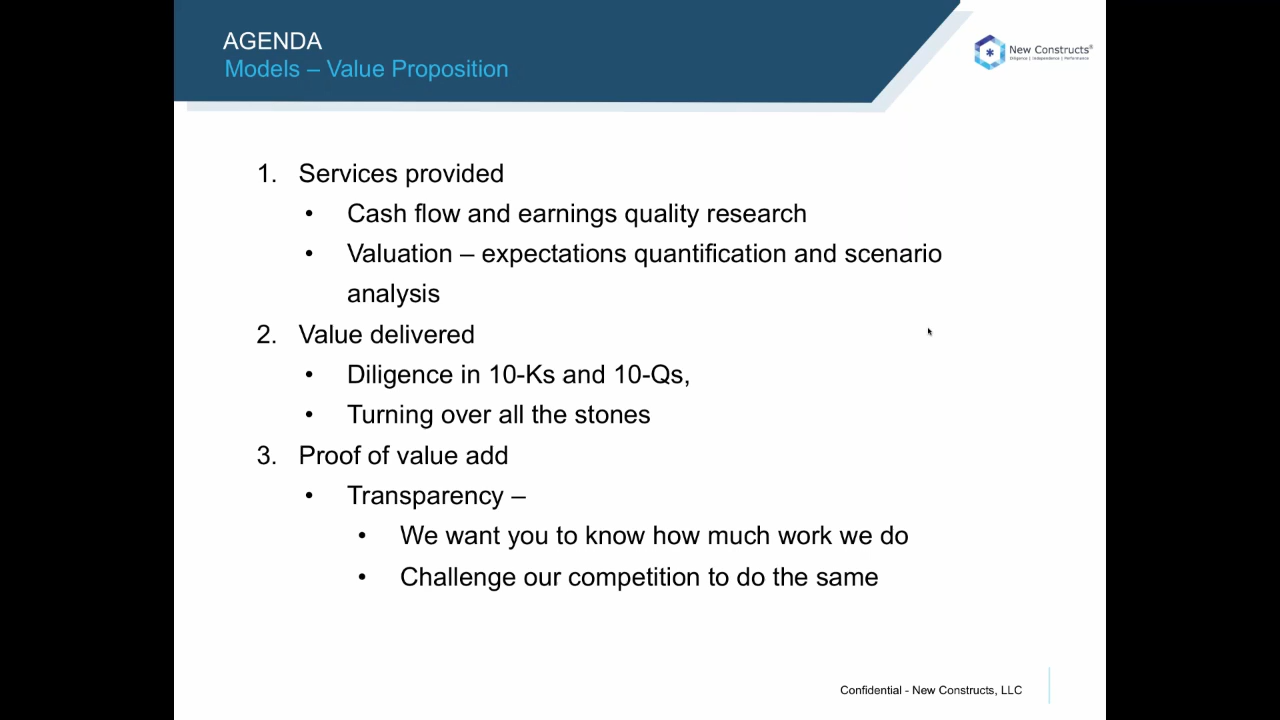 AGENDA
Models – Value Proposition
New Constructs®
Diligence | Independence | Performance
1. Services provided
• Cash flow and earnings quality research
• Valuation – expectations quantification and scenario
analysis
2. Value delivered
• Diligence in 10-Ks and 10-Qs,
• Turning over all the stones
3. Proof of value add
• Transparency –
• We want you to know how much work we do
• Challenge our competition to do the same
Confidential - New Constructs, LLC